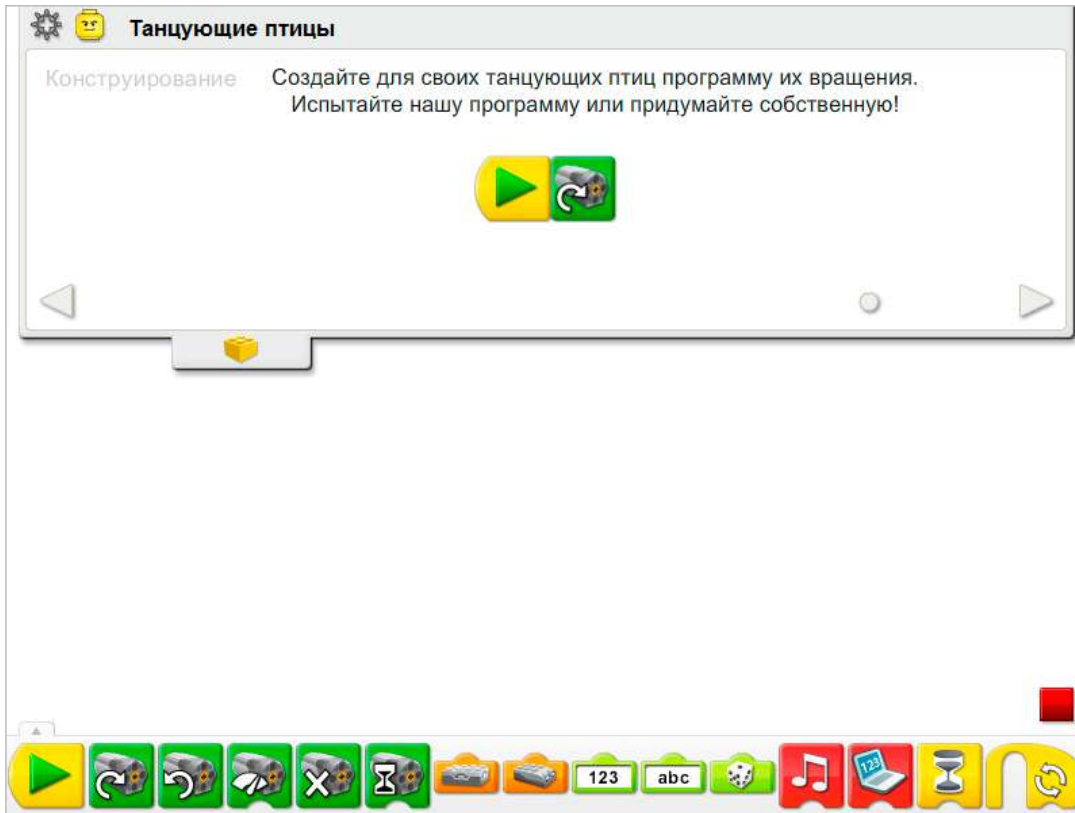 Танцующие птицы
Конструирование
Создайте для своих танцующих птиц программу их вращения.
Испытайте нашу программу или придумайте собственную!
123 abc 123